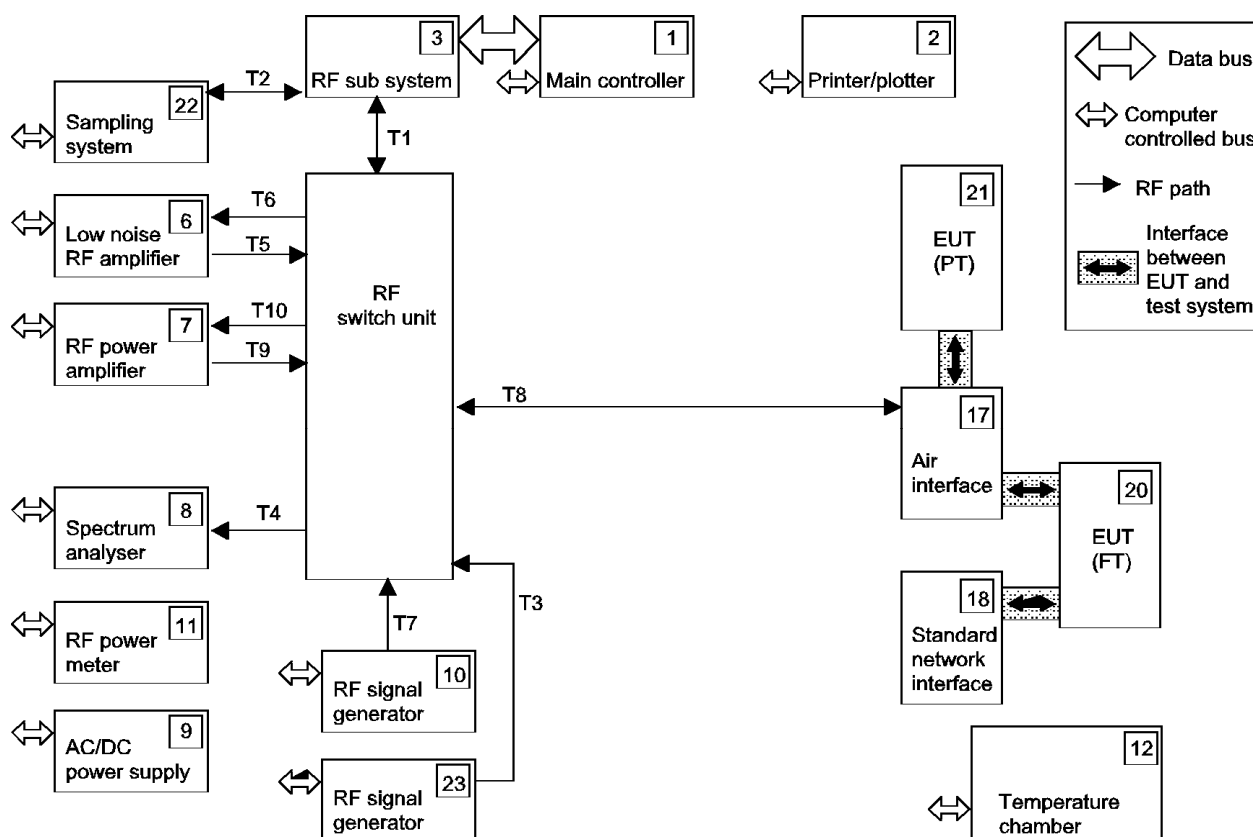 3
RF sub system
1
Main controller
2
Printer/plotter
Data bus
Computer
controlled bus
RF path
Interface
between
EUT and
test system
T2
22
Sampling
system
T1
T6
6
Low noise
RF amplifier
T5
RF
switch unit
T10
7
RF power
amplifier
T9
21
EUT
(PT)
T8
17
Air
interface
20
EUT
(FT)
8
Spectrum
analyser
T4
18
Standard
network
interface
T3
T7
11
RF power
meter
10
RF signal
generator
9
AC/DC
power supply
23
RF signal
generator
12
Temperature
chamber